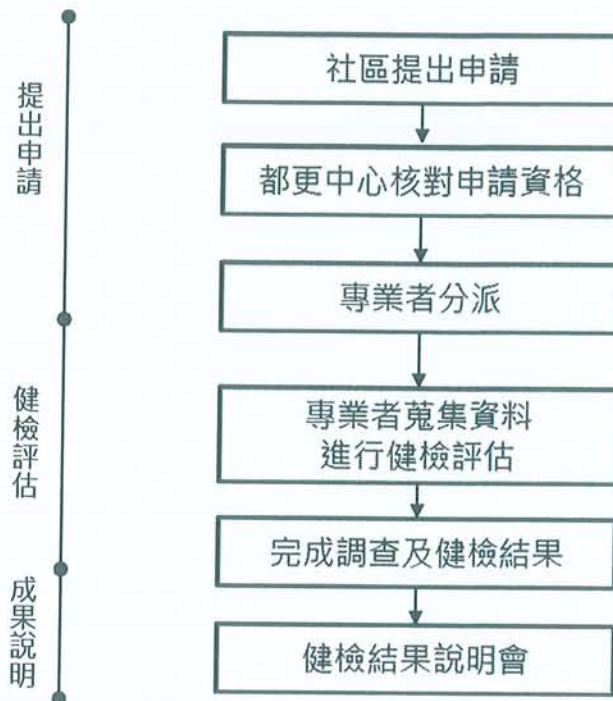 提出申請
社區提出申請
都更中心核對申請資格
專業者分派
健檢評估
專業者蒐集資料
進行健檢評估
完成調查及健檢結果
成果說明
健檢結果說明會